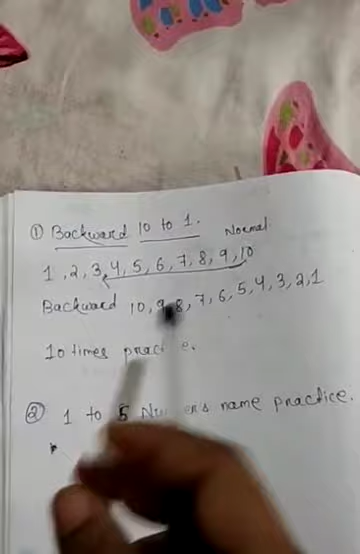 ① Backward 10 to 1. Normal
1, 2, 3, 4, 5, 6, 7, 8, 9, 10
Backward 10, 9, 8, 7, 6, 5, 4, 3, 2, 1
10 times
② 1 to 5 name practice.